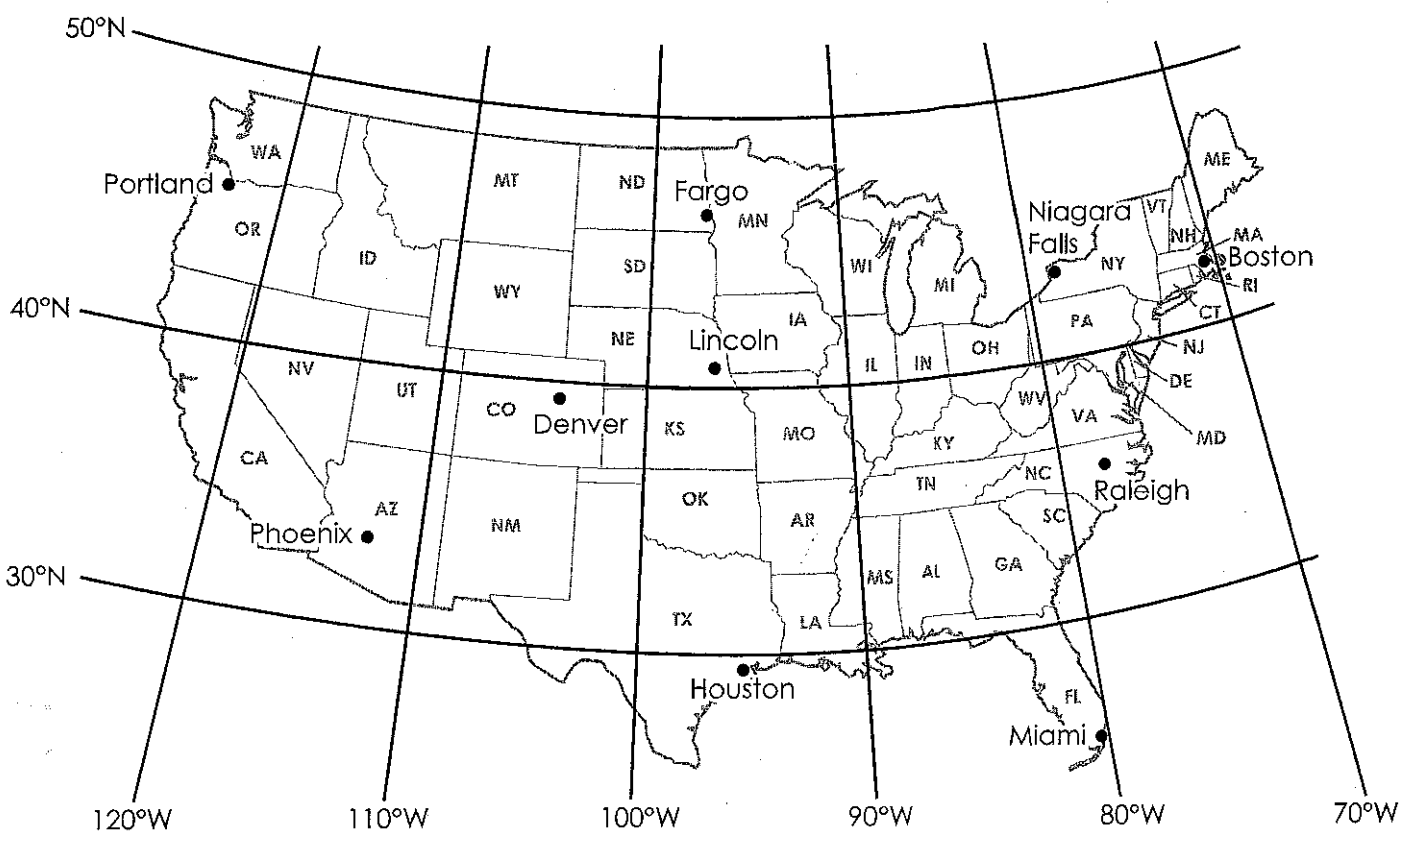 50°N
WA
ME
Portland
MT
ND
Fargo
MN
VT
Niagara
Falls
OR
NH
MA
ID
SD
WI
NY
Boston
WY
MI
RI
40°N
IA
CT
NE
Lincoln
PA
NV
IL
IN
OH
NJ
UT
DE
CO
WV
Denver
KS
MO
VA
MD
CA
KY
NC
TN
OK
Raleigh
AZ
NM
AR
SC
Phoenix
GA
30°N
MS
AL
TX
LA
Houston
FL
Miami
120°W
110°W
100°W
90°W
80°W
70°W